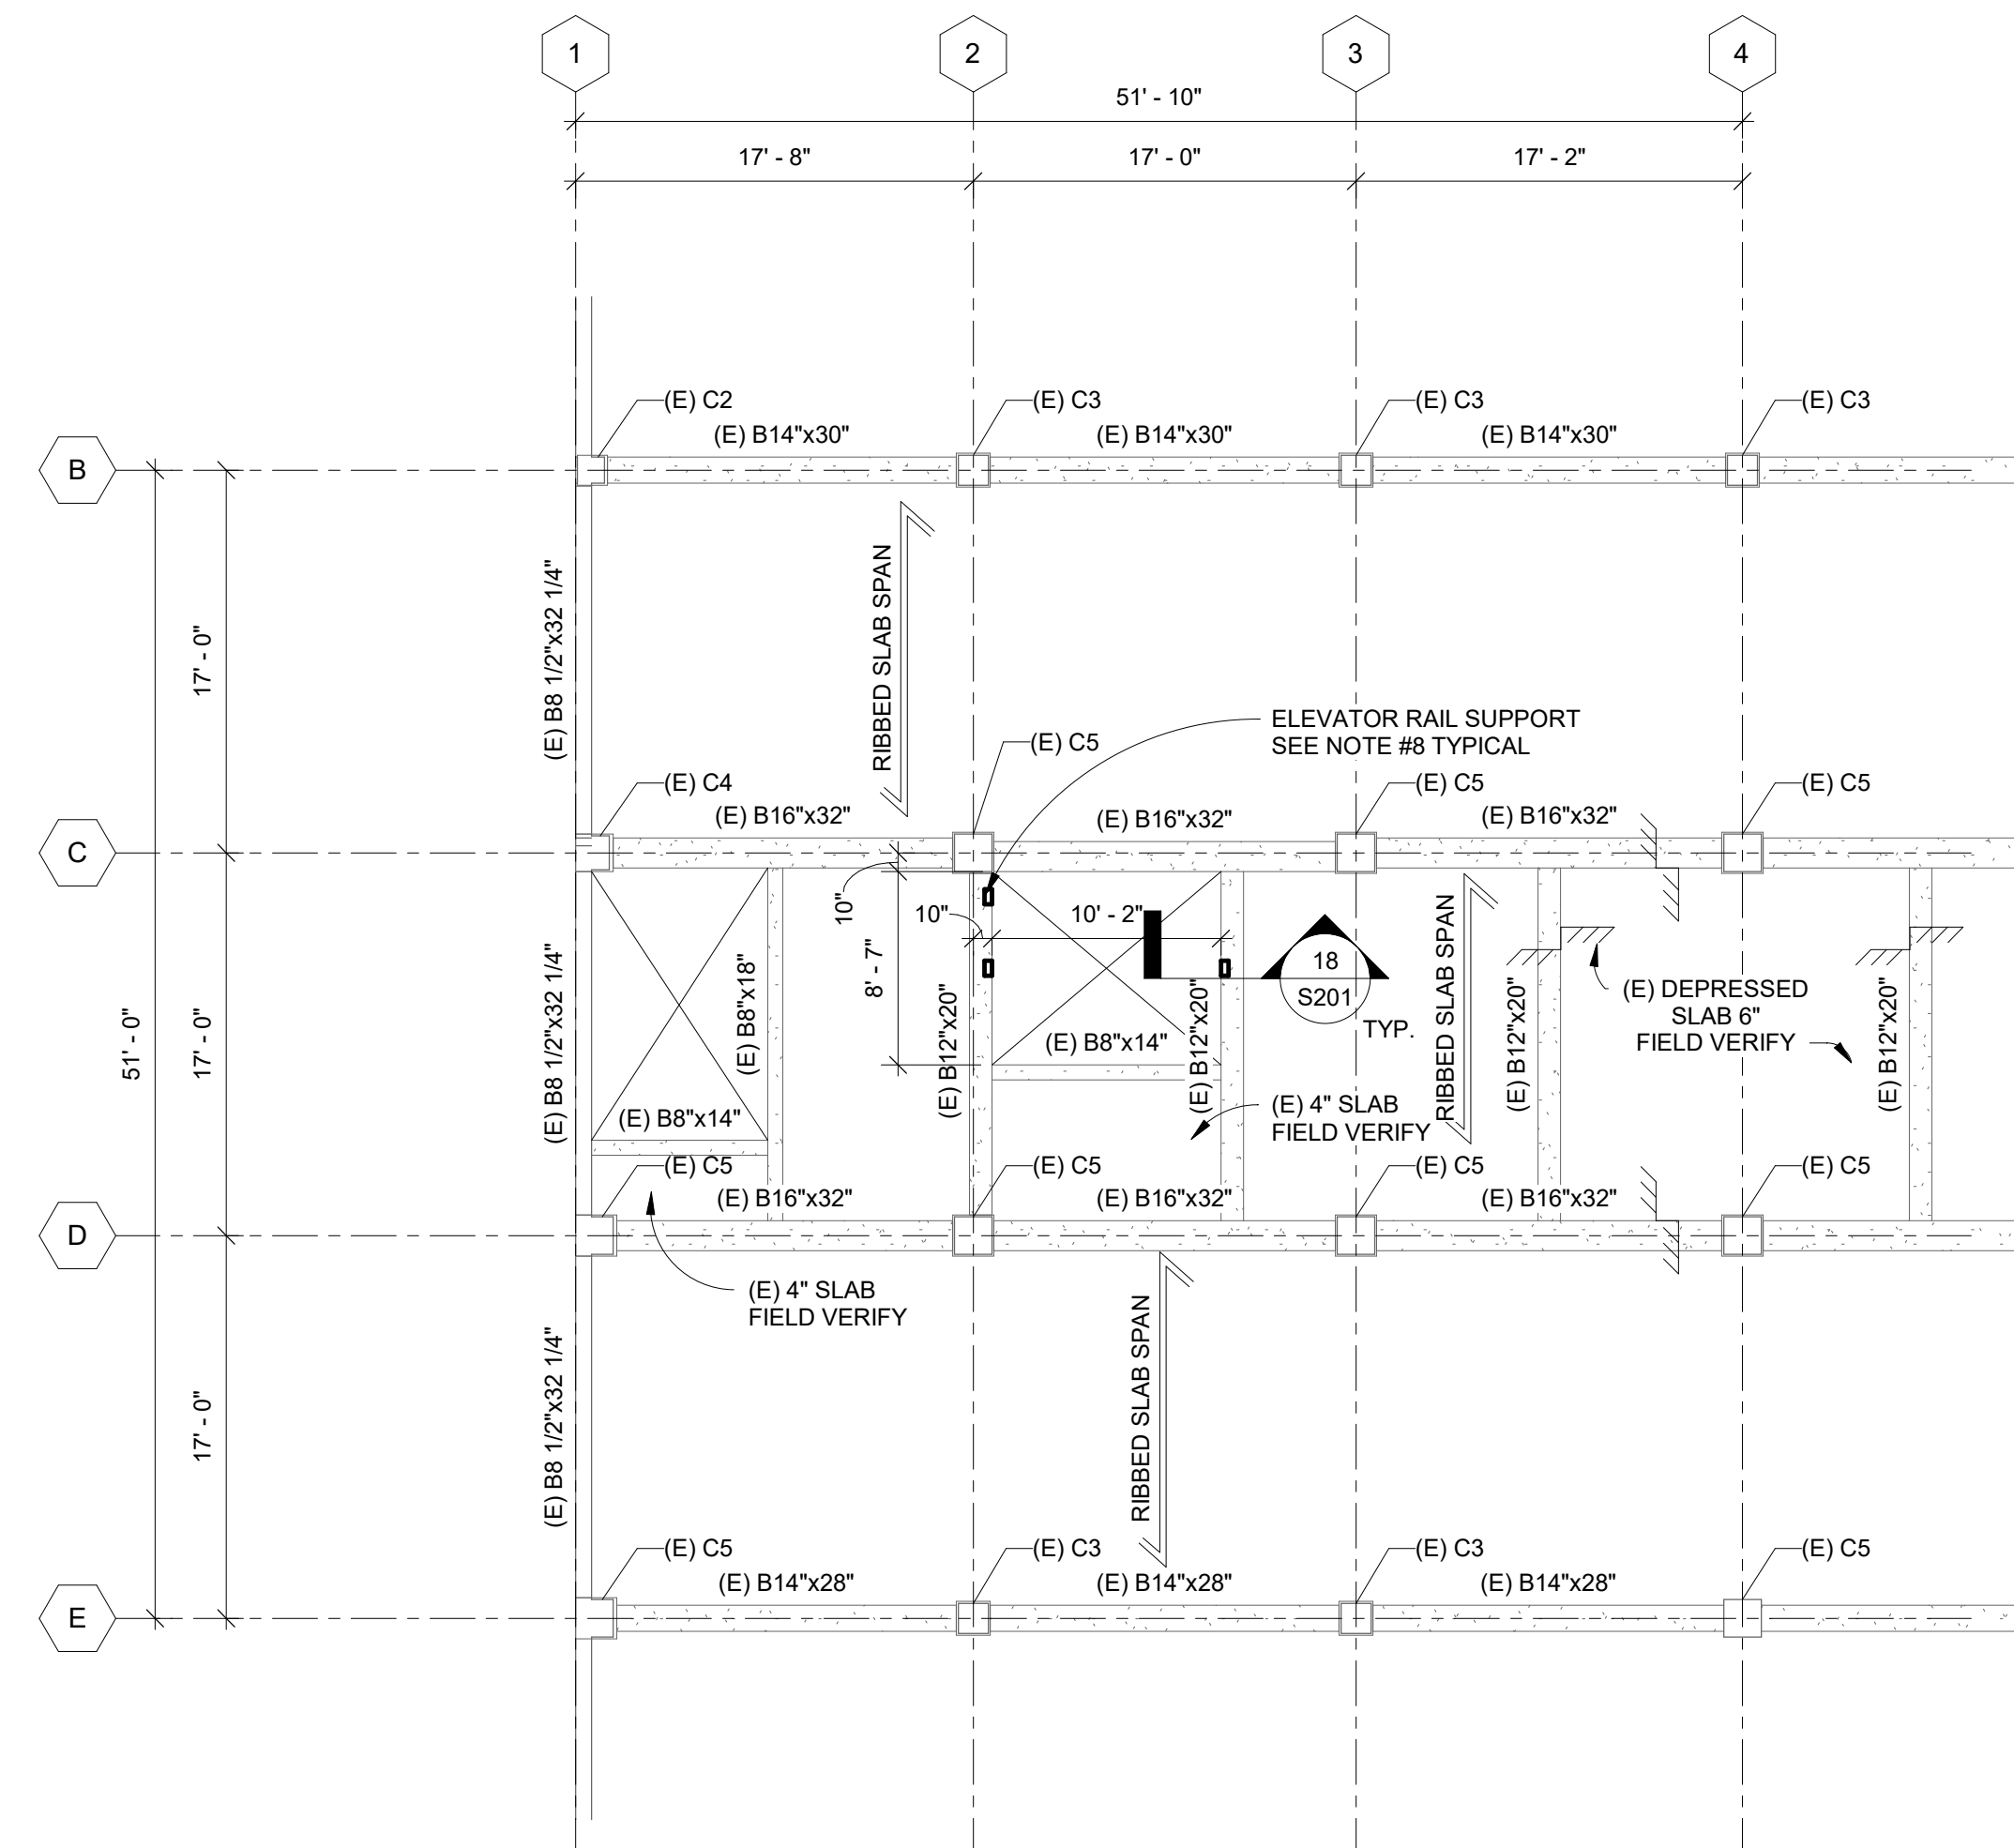 1
2
3
4
51' - 10"
17' - 8"
17' - 0"
17' - 2"
(E) C2
(E) C3
(E) C3
(E) C3
(E) B14"x30"
(E) B14"x30"
(E) B14"x30"
B
17' - 0"
(E) B8 1/2"x32 1/4"
RIBBED SLAB SPAN
ELEVATOR RAIL SUPPORT
SEE NOTE #8 TYPICAL
(E) C5
(E) C4
(E) C5
(E) C5
(E) B16"x32"
(E) B16"x32"
(E) B16"x32"
C
10"
10"
10' - 2"
8' - 7"
51' - 0"
17' - 0"
(E) B8 1/2"x32 1/4"
(E) B8"x18"
(E) B12"x20"
(E) B8"x14"
(E) B12"x20"
18
S201
TYP.
RIBBED SLAB SPAN
(E) B12"x20"
(E) DEPRESSED
SLAB 6"
FIELD VERIFY
(E) B12"x20"
(E) B8"x14"
(E) 4" SLAB
FIELD VERIFY
(E) C5
(E) C5
(E) C5
(E) C5
(E) B16"x32"
(E) B16"x32"
(E) B16"x32"
D
(E) 4" SLAB
FIELD VERIFY
17' - 0"
(E) B8 1/2"x32 1/4"
RIBBED SLAB SPAN
(E) C5
(E) C3
(E) C3
(E) C5
(E) B14"x28"
(E) B14"x28"
(E) B14"x28"
E